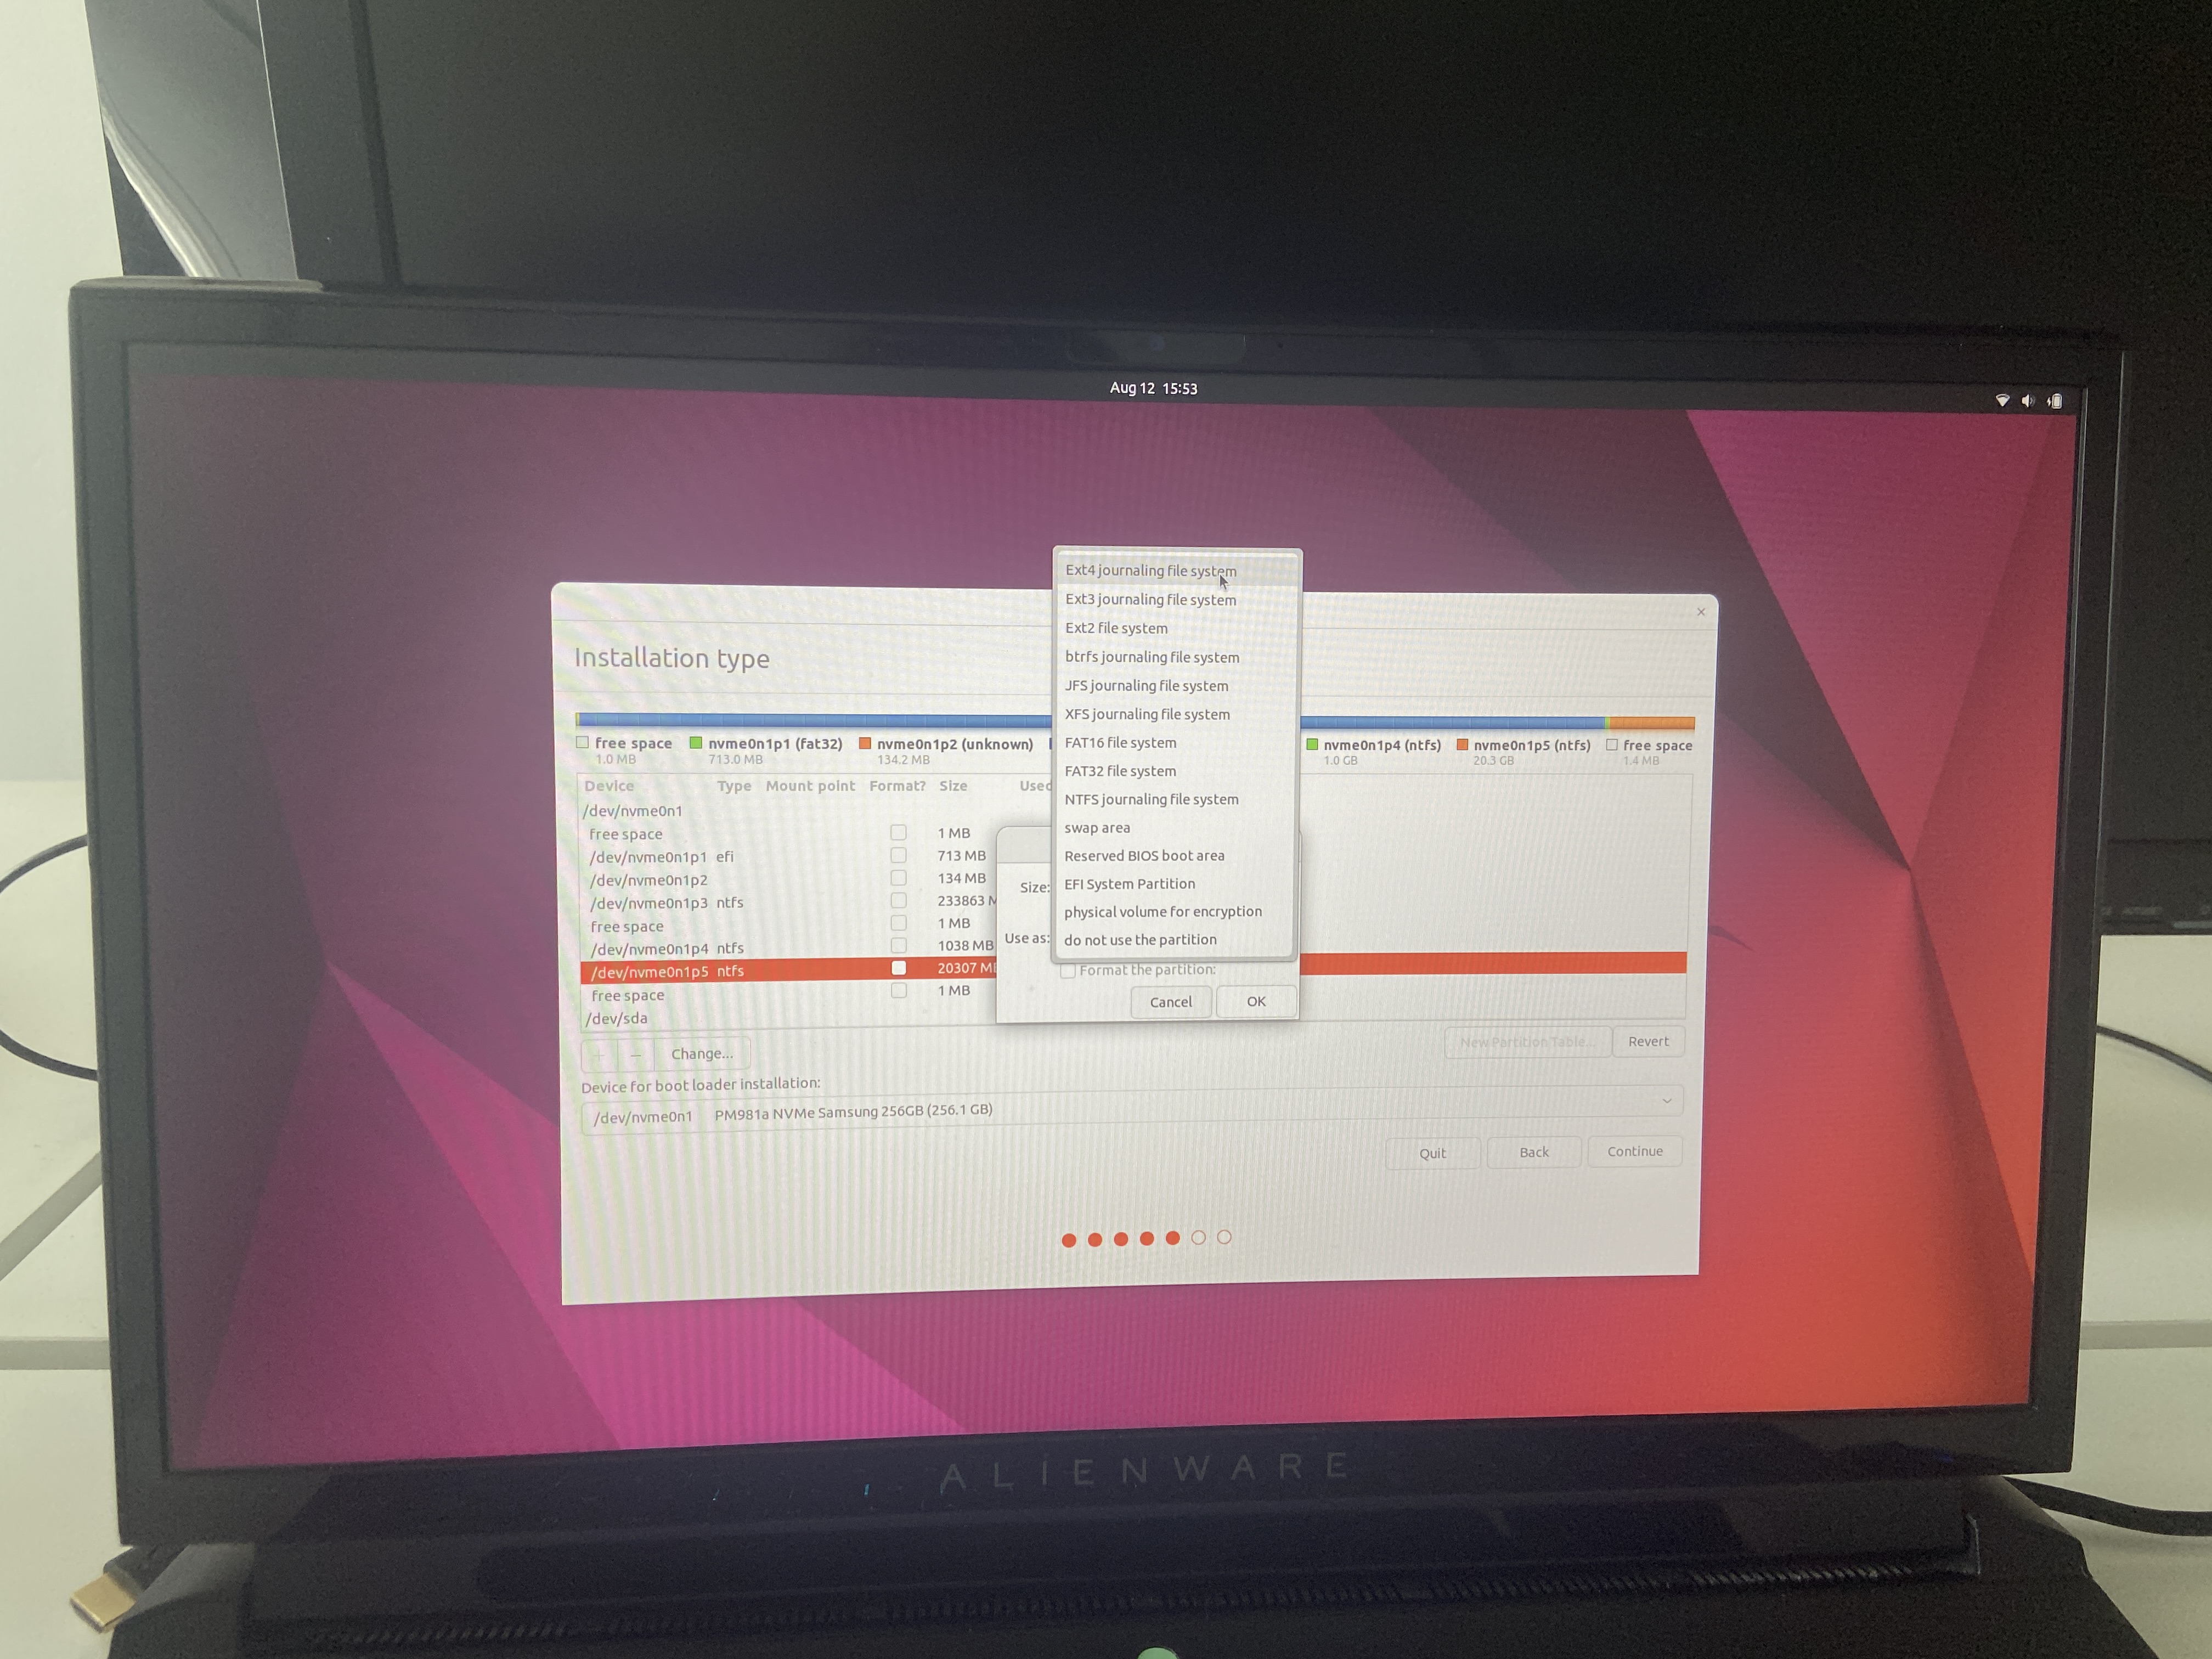 Aug 12 15:53
Ext4 journaling file system
Ext3 journaling file system
Ext2 file system
btrfs journaling file system
JFS journaling file system
XFS journaling file system
FAT16 file system
FAT32 file system
NTFS journaling file system
swap area
Reserved BIOS boot area
EFI System Partition
physical volume for encryption
do not use the partition
Installation type
free space nvme0n1p1 (fat32) nvme0n1p2 (unknown) nvme0n1p4 (ntfs) nvme0n1p5 (ntfs) free space
1.0 MB 713.0 MB 134.2 MB 1.0 GB 20.3 GB 1.4 MB
Device Type Mount point Format? Size Used
/dev/nvme0n1
free space 1 MB
/dev/nvme0n1p1 efi 713 MB
/dev/nvme0n1p2 134 MB
/dev/nvme0n1p3 ntfs 233863 M
free space 1 MB
/dev/nvme0n1p4 ntfs 1038 MB
/dev/nvme0n1p5 ntfs 20307 M
free space 1 MB
/dev/sda
Size:
Use as:
Format the partition:
Cancel OK
+ − Change... New Partition Table... Revert
Device for boot loader installation:
/dev/nvme0n1 PM981a NVMe Samsung 256GB (256.1 GB)
Quit Back Continue
ALIENWARE